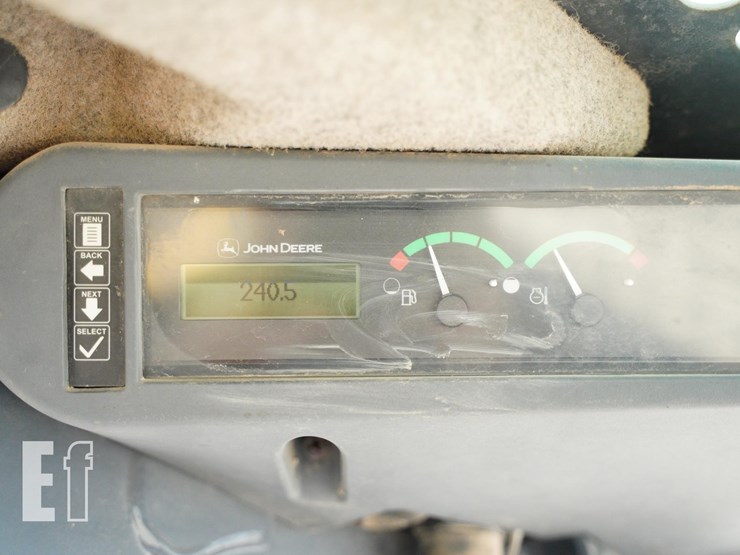 MENU
BACK
NEXT
SELECT
JOHN DEERE
240.5
Ef